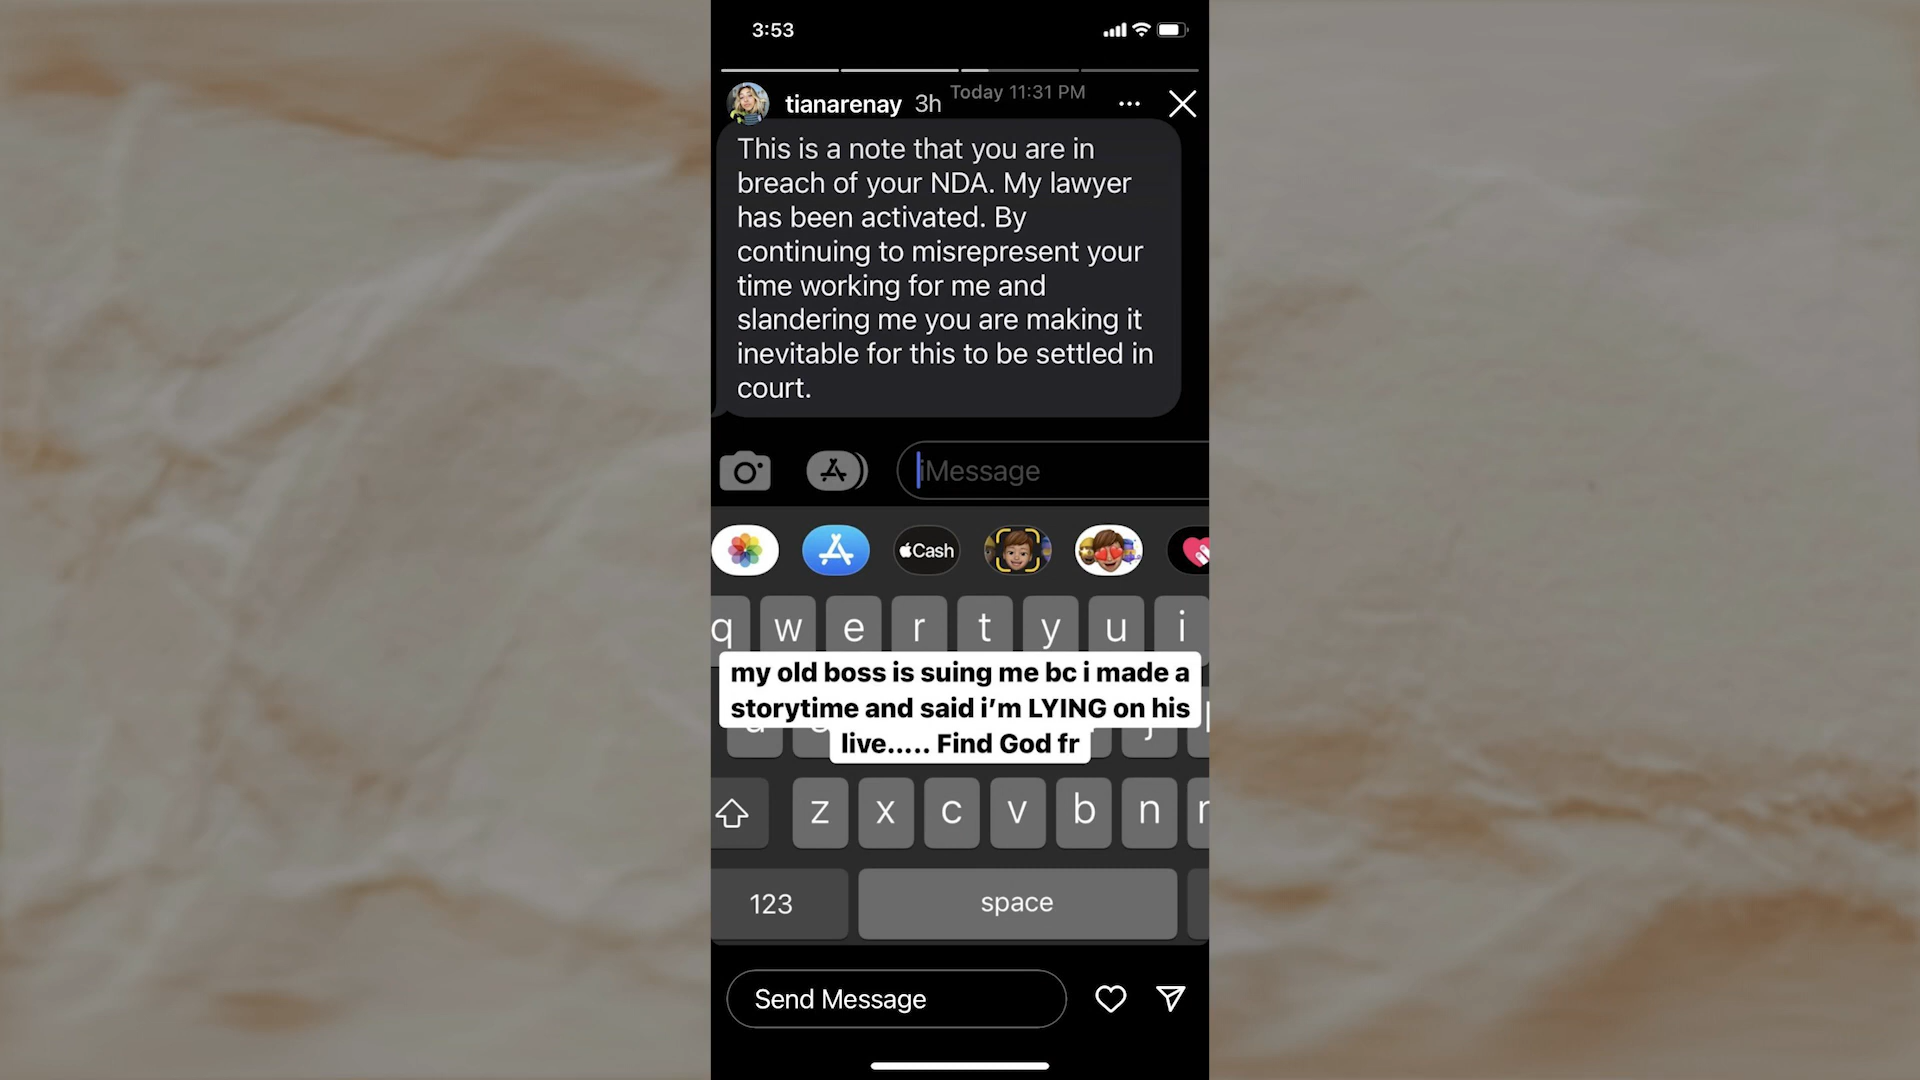 3:53
tianarenay 3h
Today 11:31 PM
This is a note that you are in
breach of your NDA. My lawyer
has been activated. By
continuing to misrepresent your
time working for me and
slandering me you are making it
inevitable for this to be settled in
court.
iMessage
Cash
q w e r t y u i
my old boss is suing me bc i made a
storytime and said i’m LYING on his
live..... Find God fr
z x c v b n
123 space
Send Message